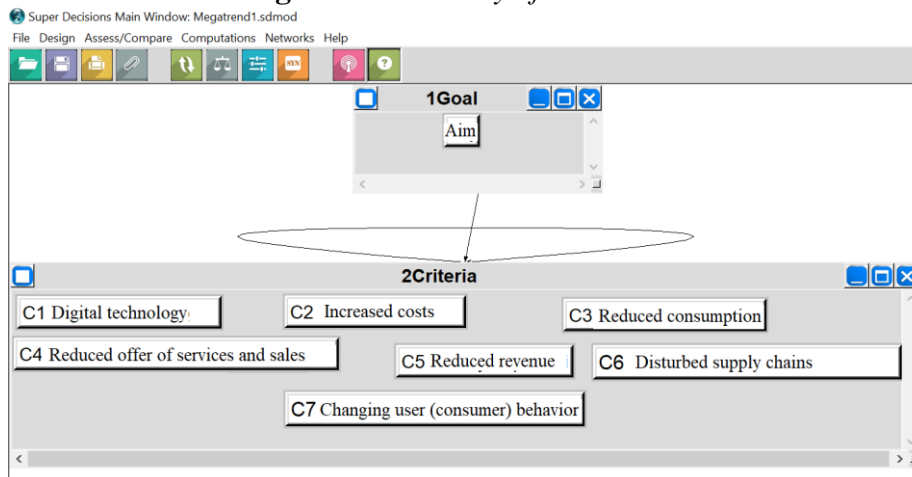 Super Decisions Main Window: Megatrend1.sdmod
File Design Assess/Compare Computations Networks Help
1Goal
Aim
2Criteria
C1 Digital technology
C2 Increased costs
C3 Reduced consumption
C4 Reduced offer of services and sales
C5 Reduced revenue
C6 Disturbed supply chains
C7 Changing user (consumer) behavior